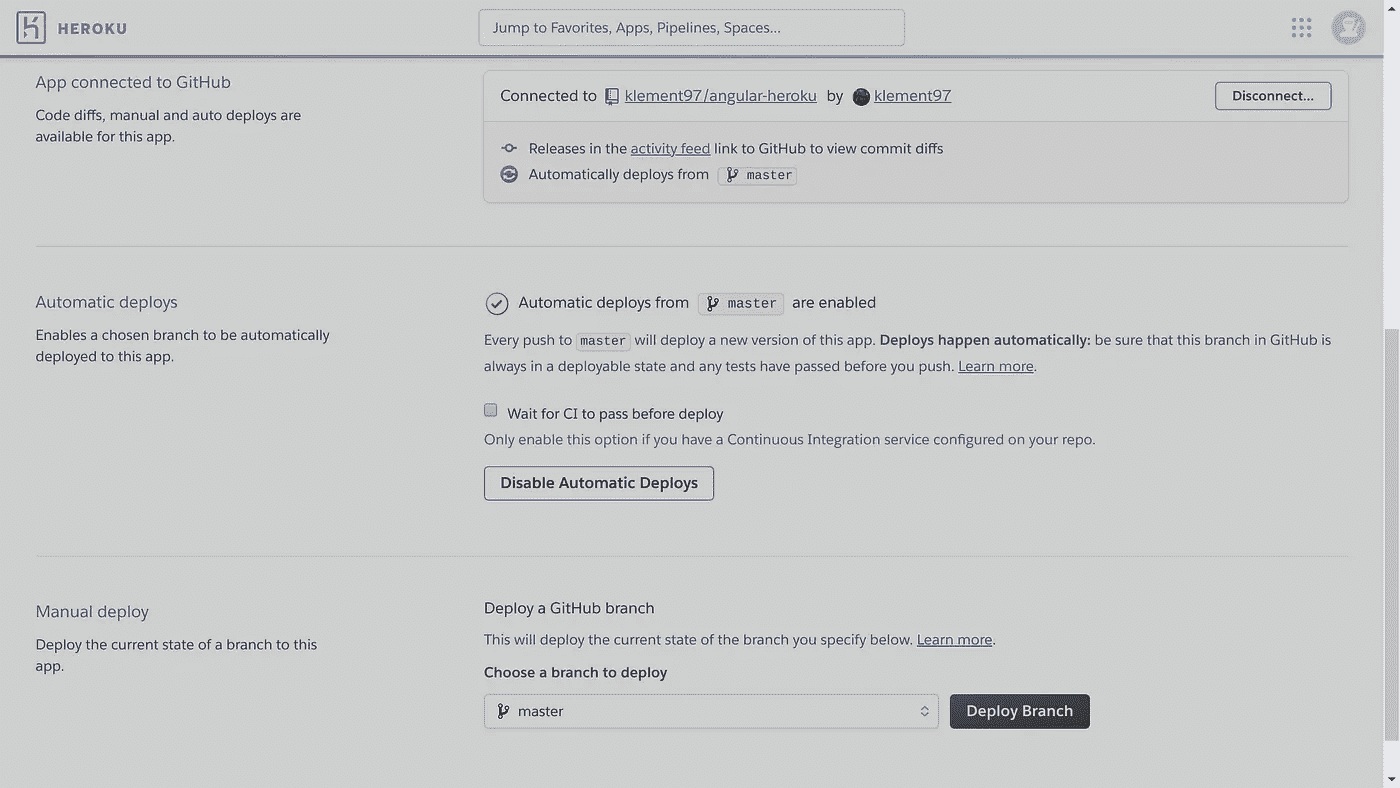 HEROKU
Jump to Favorites, Apps, Pipelines, Spaces...
App connected to GitHub
Code diffs, manual and auto deploys are
available for this app.
Connected to klement97/angular-heroku by klement97
Disconnect...
Releases in the activity feed link to GitHub to view commit diffs
Automatically deploys from master
Automatic deploys
Enables a chosen branch to be automatically
deployed to this app.
Automatic deploys from master are enabled
Every push to master will deploy a new version of this app. Deploys happen automatically: be sure that this branch in GitHub is
always in a deployable state and any tests have passed before you push. Learn more.
Wait for CI to pass before deploy
Only enable this option if you have a Continuous Integration service configured on your repo.
Disable Automatic Deploys
Manual deploy
Deploy the current state of a branch to this
app.
Deploy a GitHub branch
This will deploy the current state of the branch you specify below. Learn more.
Choose a branch to deploy
master
Deploy Branch